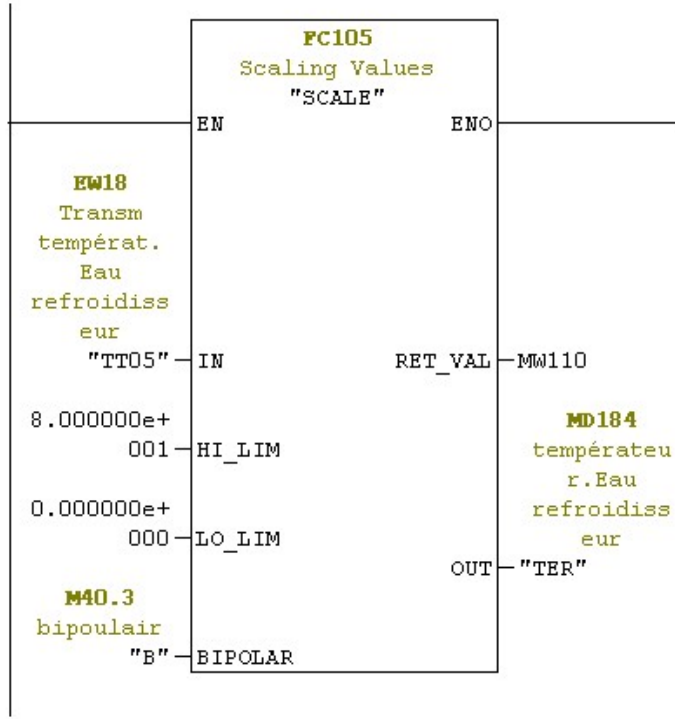 FC105
Scaling Values
"SCALE"
EN ENO
EW18
Transm
températ.
Eau
refroidiss
eur
"TT05" IN RET_VAL MW110
8.000000e+
001 HI_LIM
MD184
températeu
r.Eau
refroidiss
eur
0.000000e+
000 LO_LIM
OUT "TER"
M40.3
bipoulair
"B" BIPOLAR